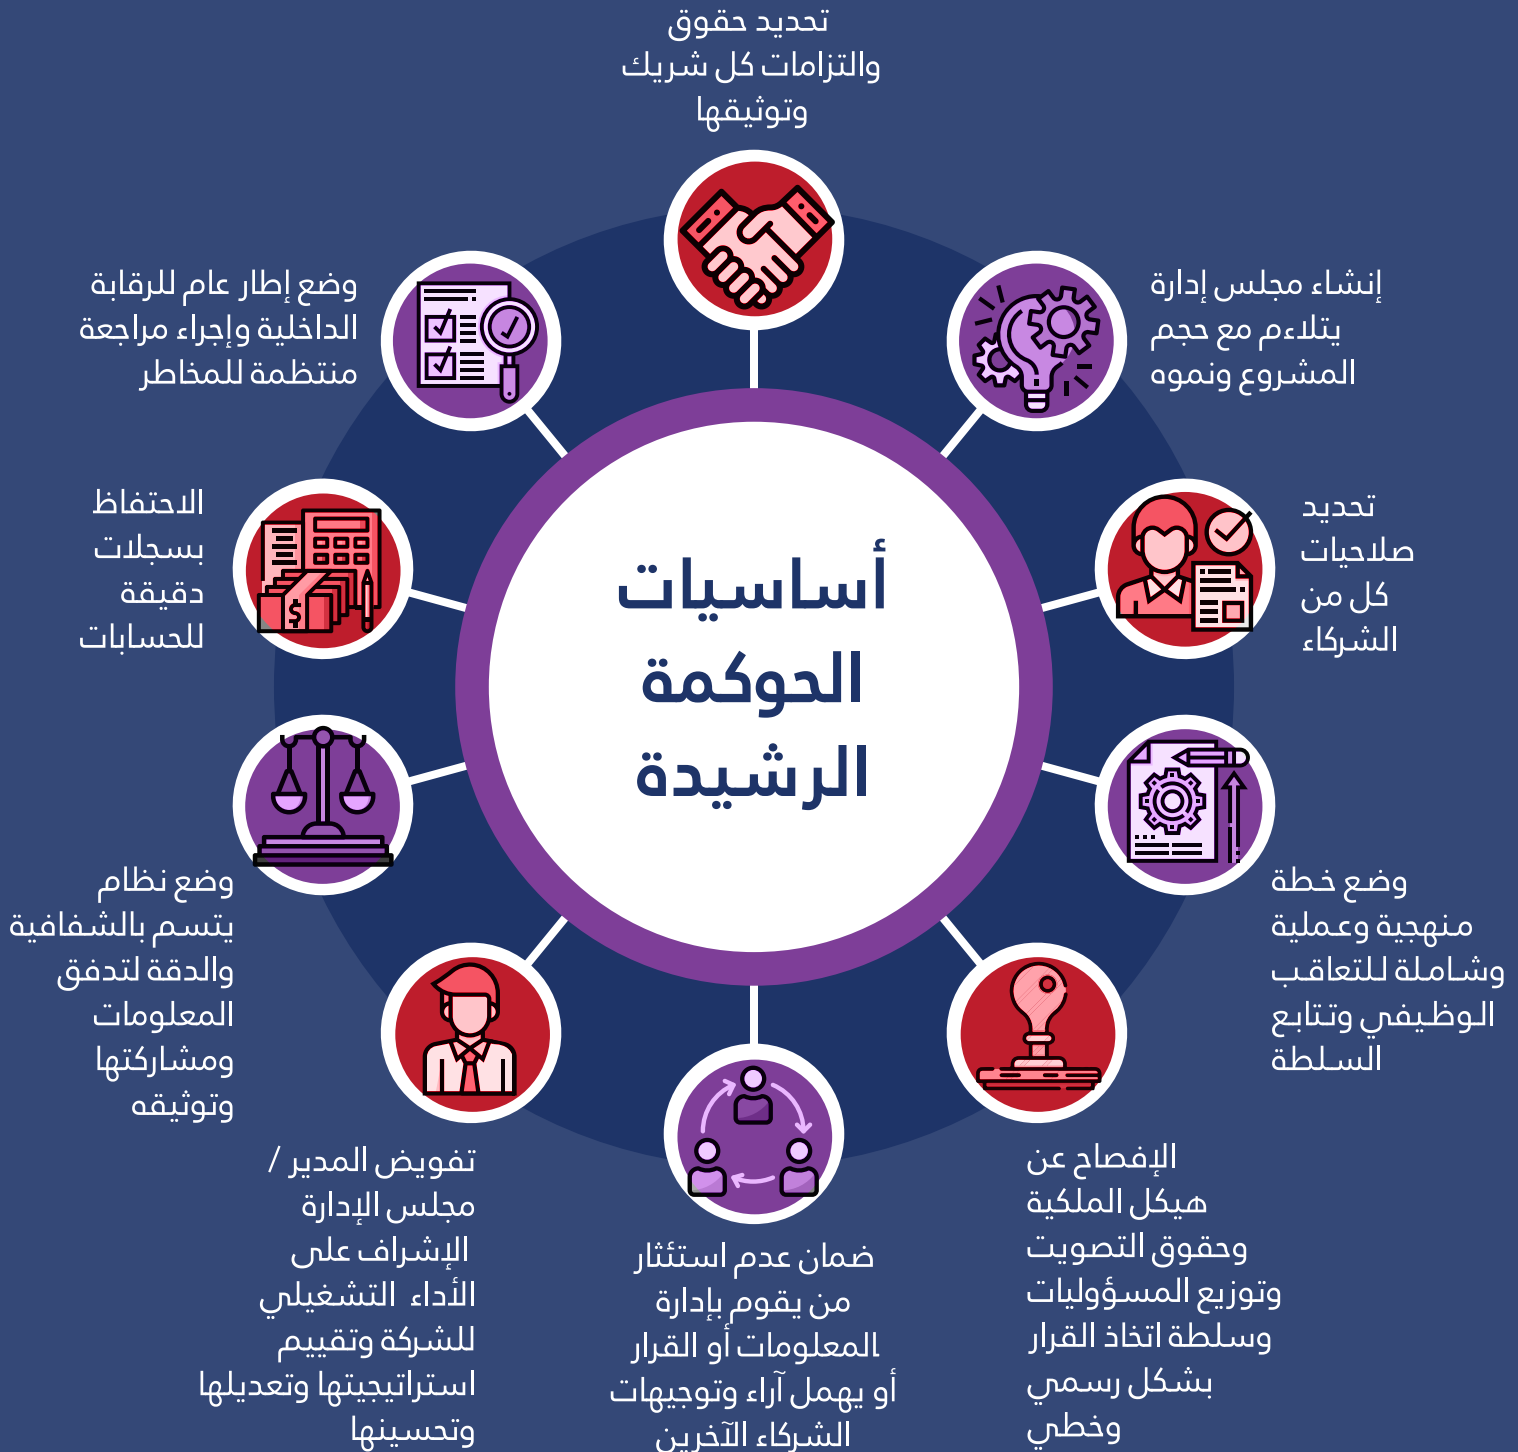 تحديد حقوق
والتزامات كل شريك
وتوثيقها
إنشاء مجلس إدارة
يتلاءم مع حجم
المشروع ونموه
تحديد
صلاحيات
كل من
الشركاء
وضع خطة
منهجية وعملية
وشاملة للتعاقب
الوظيفي وتتابع
السلطة
الإفصاح عن
هيكل الملكية
وحقوق التصويت
وتوزيع المسؤوليات
وسلطة اتخاذ القرار
بشكل رسمي
وخطي
ضمان عدم استئثار
من يقوم بإدارة
المعلومات أو القرار
أو يهمل آراء وتوجيهات
الشركاء الآخرين
تفويض المدير /
مجلس الإدارة
الإشراف على
الأداء التشغيلي
للشركة وتقييم
استراتيجيتها وتعديلها
وتحسينها
وضع نظام
يتسم بالشفافية
والدقة لتدفق
المعلومات
ومشاركتها
وتوثيقه
الاحتفاظ
بسجلات
دقيقة
للحسابات
وضع إطار عام للرقابة
الداخلية وإجراء مراجعة
منتظمة للمخاطر
أساسيات
الحوكمة
الرشيدة
$